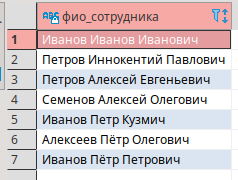 ABC фио_сотрудника
1 Иванов Иванов Иванович
2 Петров Иннокентий Павлович
3 Петров Алексей Евгеньевич
4 Семенов Алексей Олегович
5 Иванов Петр Кузмич
6 Алексеев Пётр Олегович
7 Иванов Пётр Петрович